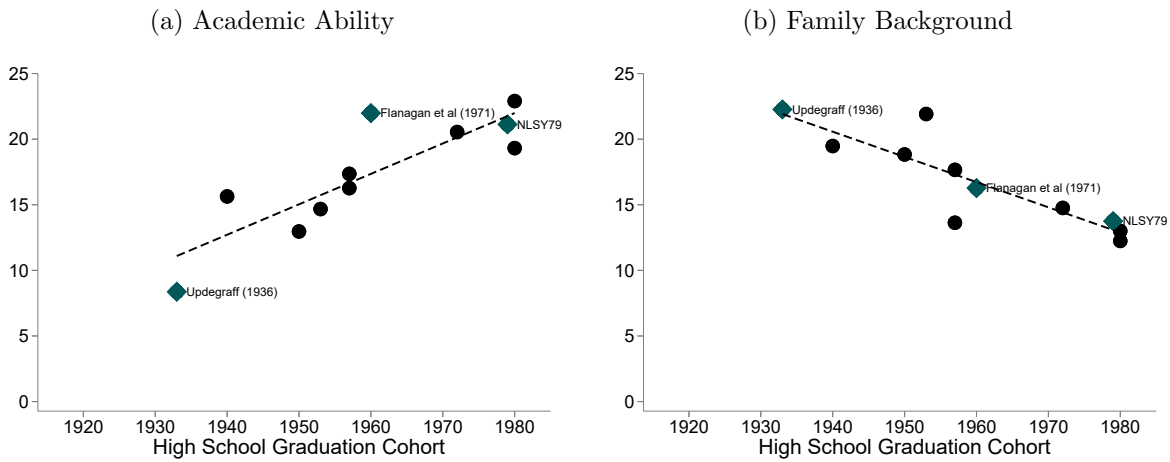 (a) Academic Ability
25
20
15
10
5
0
Flanagan et al (1971)
NLSY79
Updegraff (1936)
1920 1930 1940 1950 1960 1970 1980
High School Graduation Cohort
(b) Family Background
25
20
15
10
5
0
Updegraff (1936)
Flanagan et al (1971)
NLSY79
1920 1930 1940 1950 1960 1970 1980
High School Graduation Cohort